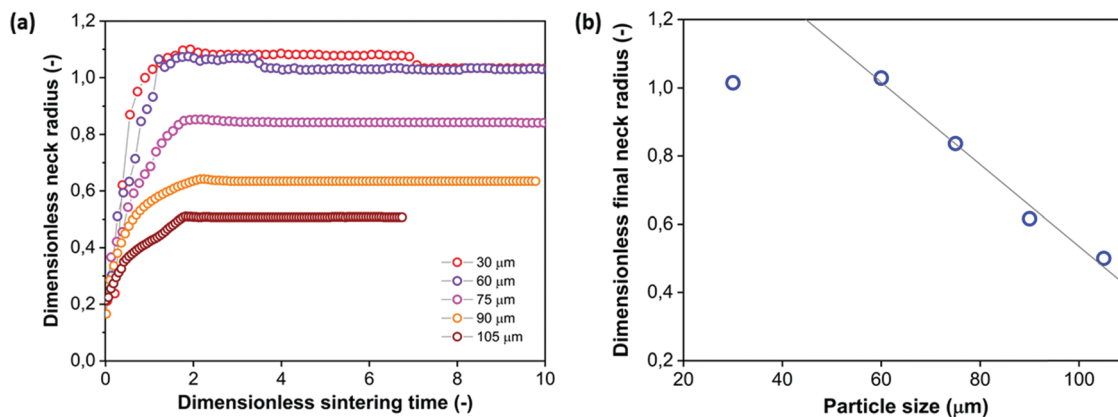 (a)
Dimensionless neck radius (-)
1,2
1,0
0,8
0,6
0,4
0,2
0,0
0 2 4 6 8 10
Dimensionless sintering time (-)
30 μm
60 μm
75 μm
90 μm
105 μm
(b)
Dimensionless final neck radius (-)
1,2
1,0
0,8
0,6
0,4
0,2
20 40 60 80 100
Particle size (μm)